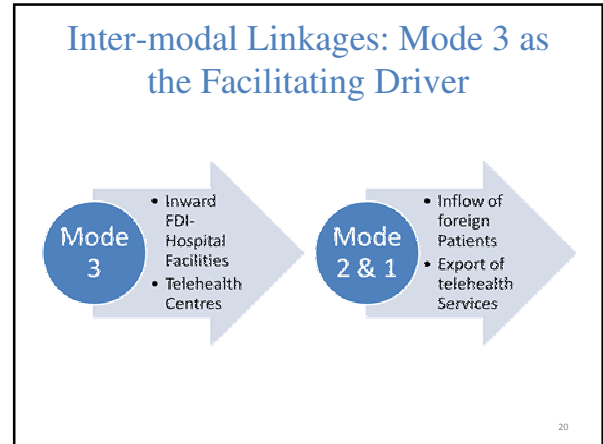 Inter-modal Linkages: Mode 3 as
the Facilitating Driver
Mode
3
• Inward
FDI-
Hospital
Facilities
• Telehealth
Centres
Mode
2 & 1
• Inflow of
foreign
Patients
• Export of
telehealth
Services
20